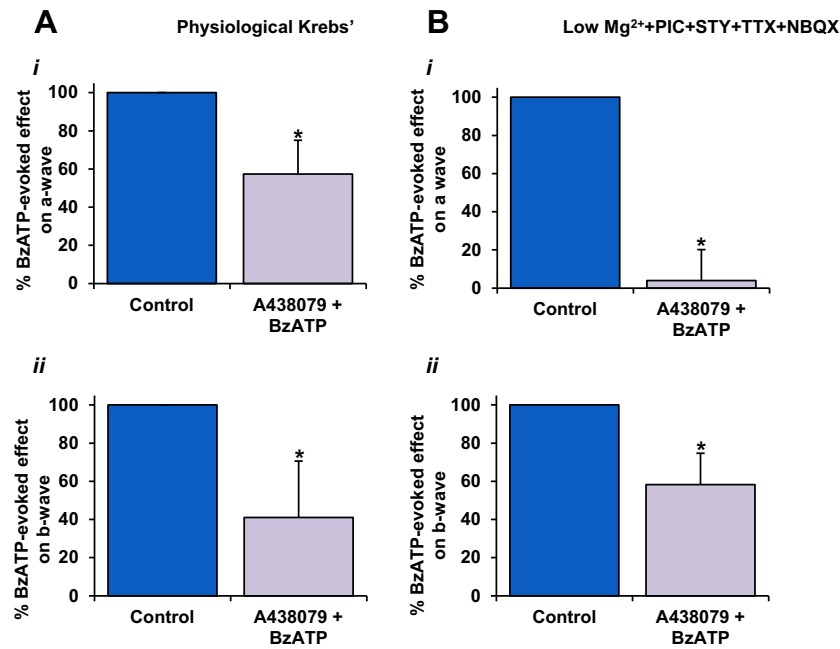 A
Physiological Krebs’
i
% BzATP-evoked effect
on a-wave
100
80
60
40
20
0
*
Control
A438079 +
BzATP
ii
% BzATP-evoked effect
on b-wave
100
80
60
40
20
0
*
Control
A438079 +
BzATP
B
Low Mg²⁺+PIC+STY+TTX+NBQX
i
% BzATP-evoked effect
on a wave
100
80
60
40
20
0
*
Control
A438079 +
BzATP
ii
% BzATP-evoked effect
on b-wave
100
80
60
40
20
0
*
Control
A438079 +
BzATP